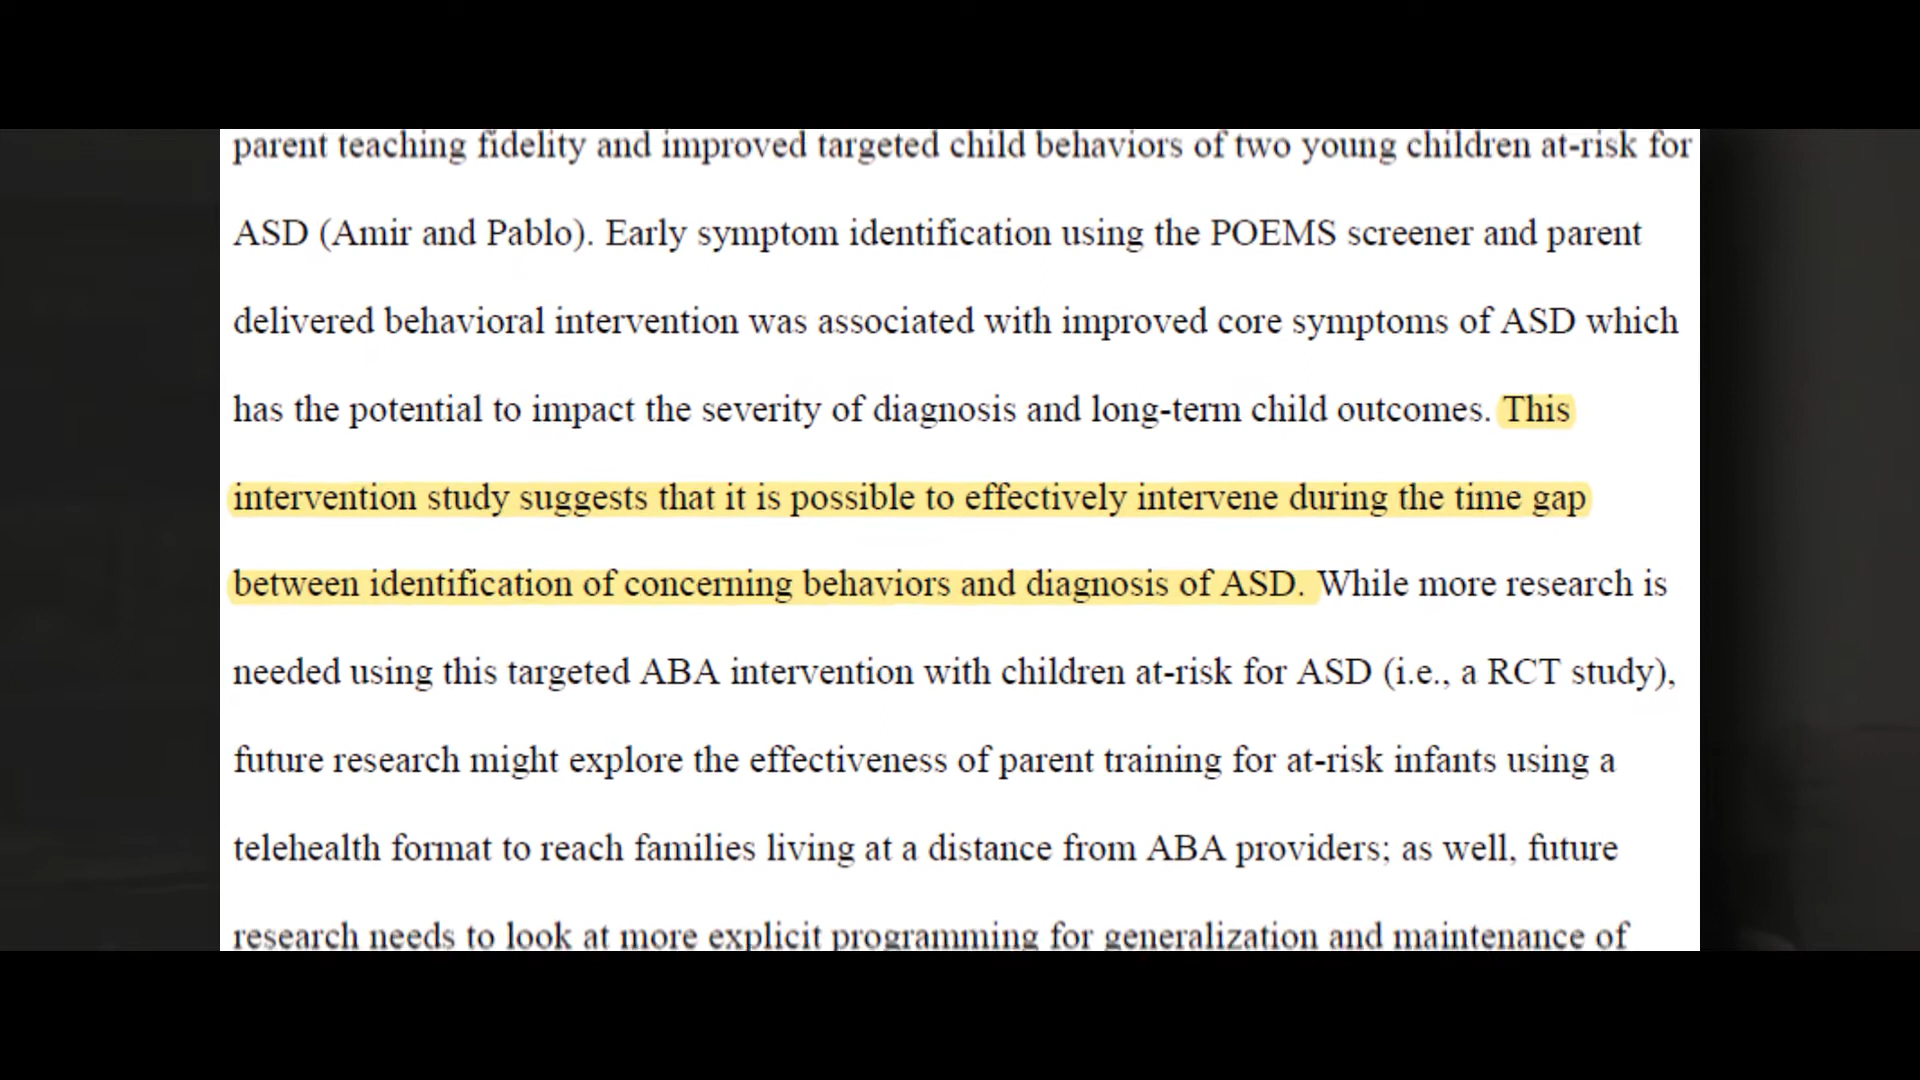 parent teaching fidelity and improved targeted child behaviors of two young children at-risk for
ASD (Amir and Pablo). Early symptom identification using the POEMS screener and parent
delivered behavioral intervention was associated with improved core symptoms of ASD which
has the potential to impact the severity of diagnosis and long-term child outcomes. This
intervention study suggests that it is possible to effectively intervene during the time gap
between identification of concerning behaviors and diagnosis of ASD. While more research is
needed using this targeted ABA intervention with children at-risk for ASD (i.e., a RCT study),
future research might explore the effectiveness of parent training for at-risk infants using a
telehealth format to reach families living at a distance from ABA providers; as well, future
research needs to look at more explicit programming for generalization and maintenance of